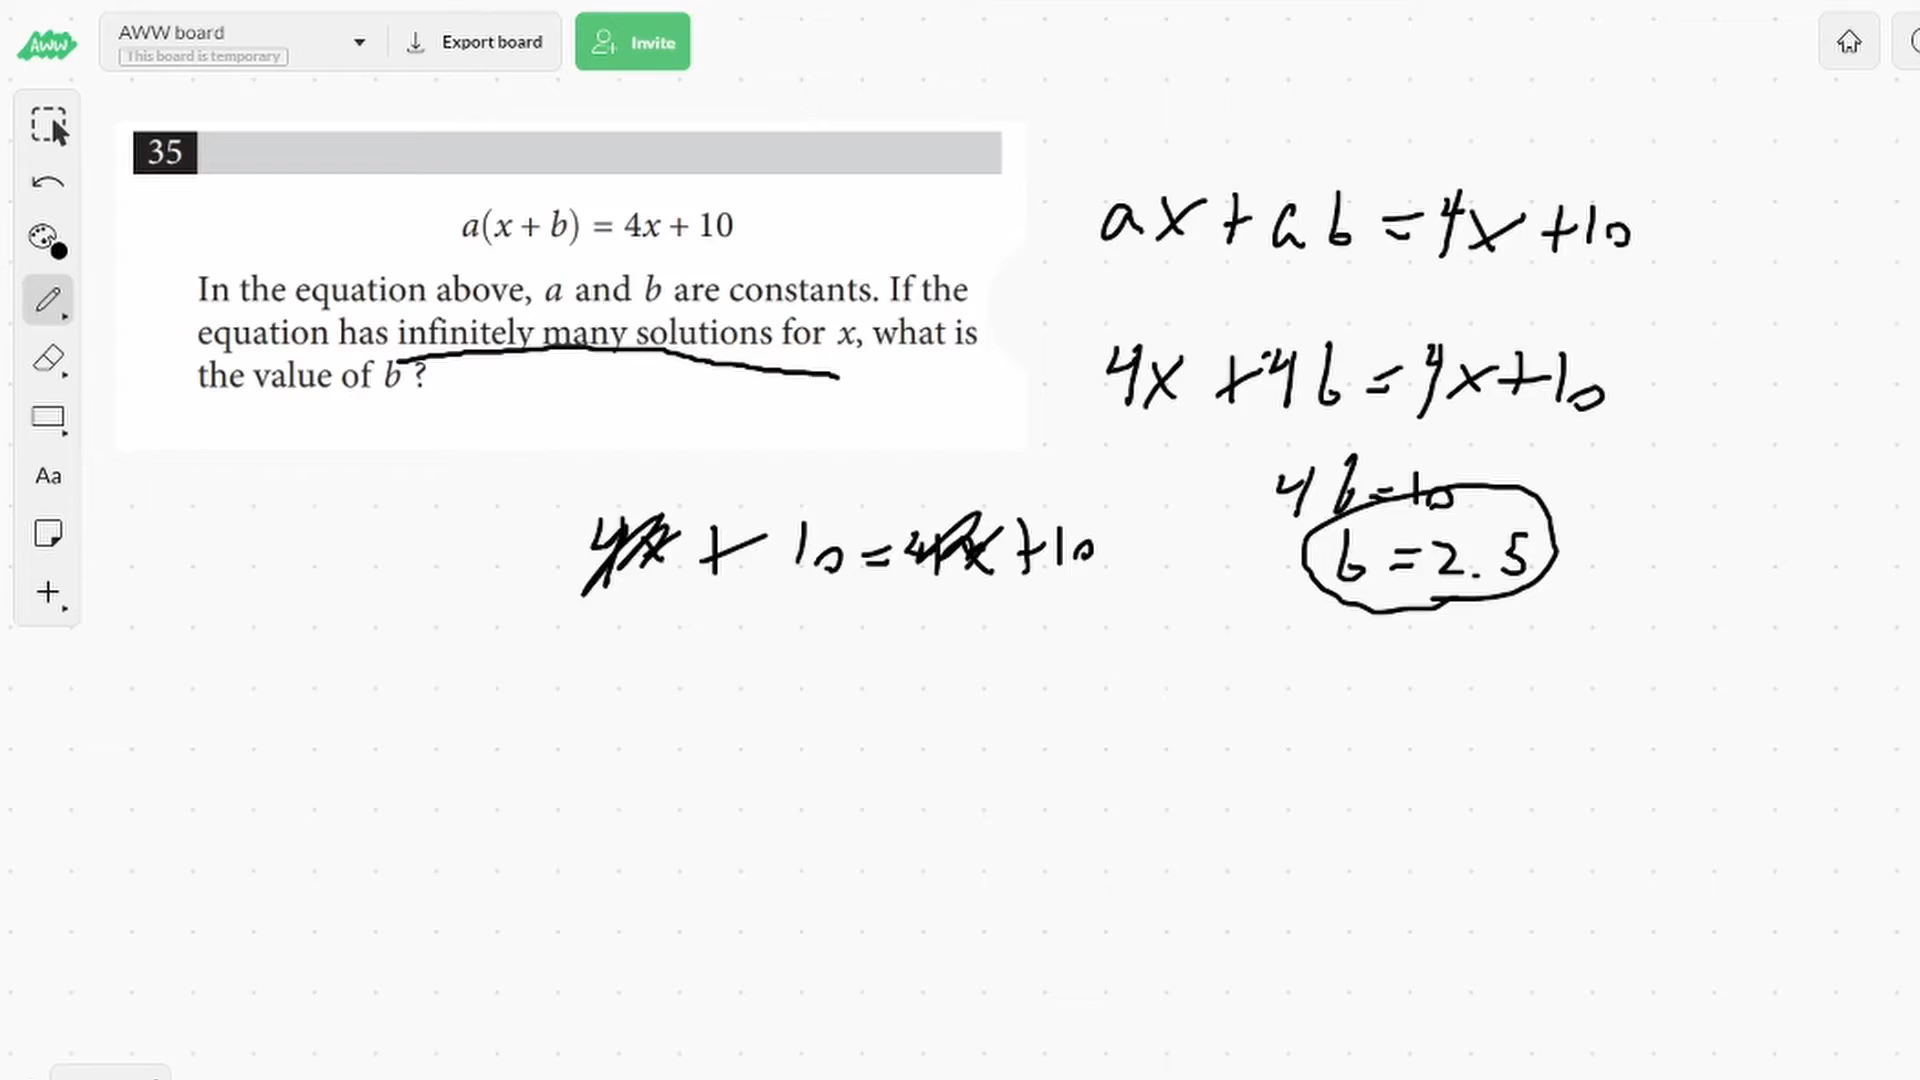 AWW
AWW board
This board is temporary
Export board
Invite
35
a(x + b) = 4x + 10
In the equation above, a and b are constants. If the
equation has infinitely many solutions for x, what is
the value of b ?
ax+ab=4x+10
4x+4b=4x+10
4b=10
b=2.5
4x+10=4x+10
Aa